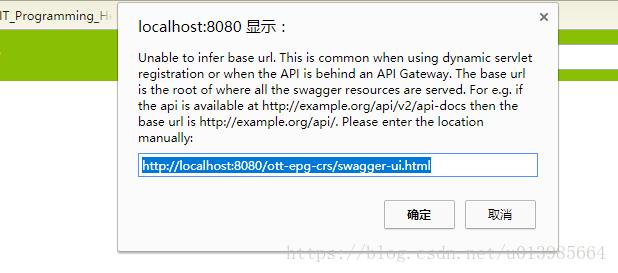 IT_Programming_He
localhost:8080 显示：
Unable to infer base url. This is common when using dynamic servlet
registration or when the API is behind an API Gateway. The base url
is the root of where all the swagger resources are served. For e.g. if
the api is available at http://example.org/api/v2/api-docs then the
base url is http://example.org/api/. Please enter the location
manually:
http://localhost:8080/ott-epg-crs/swagger-ui.html
确定 取消
https://blog.csdn.net/u013985664